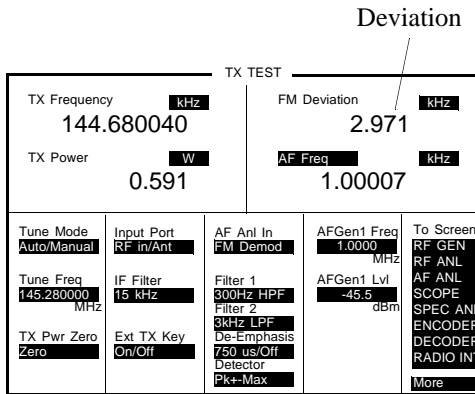 Deviation
TX TEST
TX Frequency kHz
144.680040
FM Deviation kHz
2.971
TX Power W
0.591
AF Freq kHz
1.00007
Tune Mode
Auto/Manual
Tune Freq
145.280000
MHz
TX Pwr Zero
Zero
Input Port
RF in/Ant
IF Filter
15 kHz
Ext TX Key
On/Off
AF Anl In
FM Demod
Filter 1
300Hz HPF
Filter 2
3kHz LPF
De-Emphasis
750 us/Off
Detector
Pk+-Max
AFGen1 Freq
1.0000
MHz
AFGen1 Lvl
-45.5
dBm
To Screen
RF GEN
RF ANL
AF ANL
SCOPE
SPEC ANL
ENCODER
DECODER
RADIO INT
More